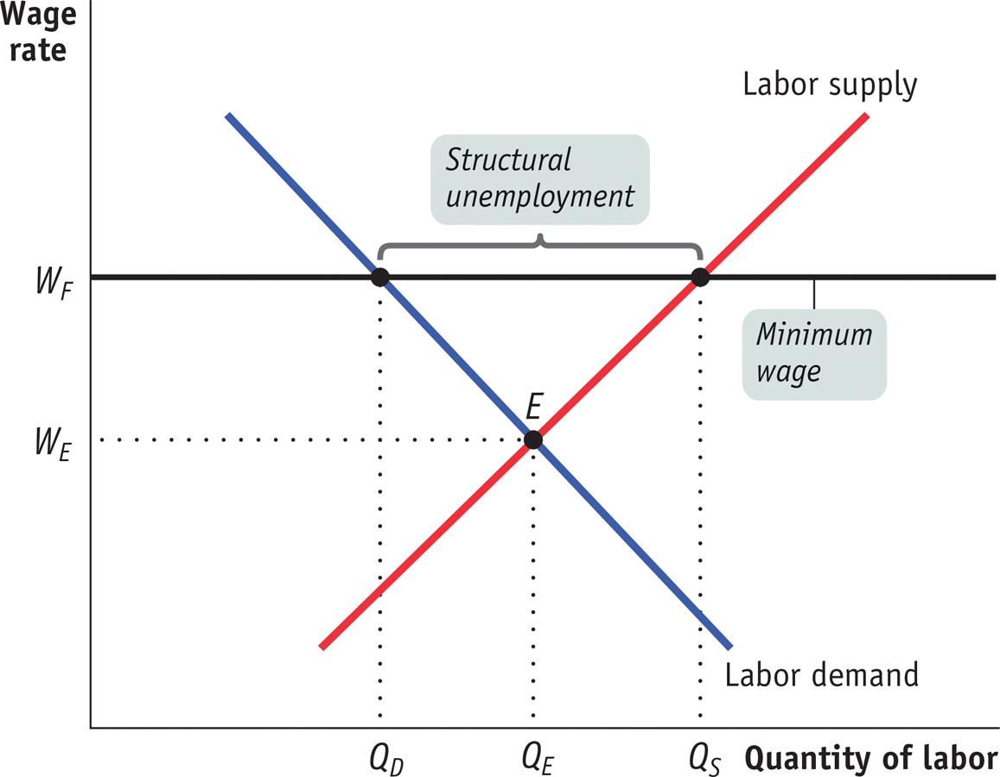 Wage
rate
Labor supply
Structural
unemployment
W_F
Minimum
wage
E
W_E
Labor demand
Q_D
Q_E
Q_S
Quantity of labor